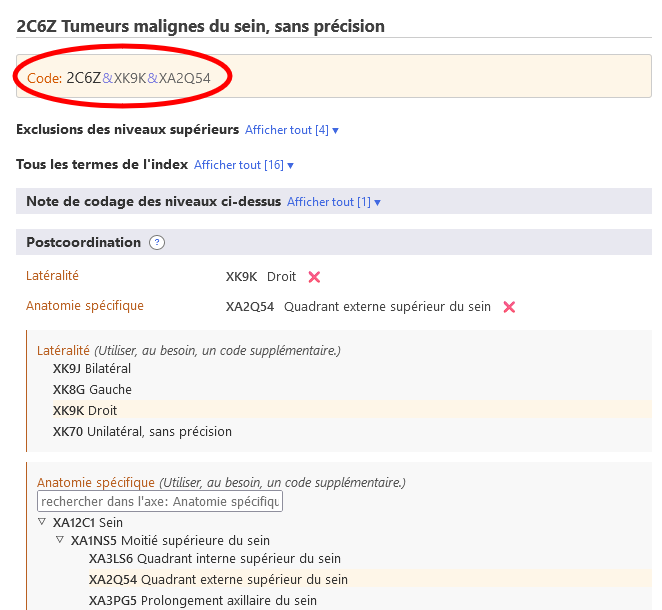 2C6Z Tumeurs malignes du sein, sans précision
Code: 2C6Z&XK9K&XA2Q54
Exclusions des niveaux supérieurs Afficher tout [4] ▾
Tous les termes de l'index Afficher tout [16] ▾
Note de codage des niveaux ci-dessus Afficher tout [1] ▾
Postcoordination ?
Latéralité XK9K Droit
Anatomie spécifique XA2Q54 Quadrant externe supérieur du sein
Latéralité (Utiliser, au besoin, un code supplémentaire.)
XK9J Bilatéral
XK8G Gauche
XK9K Droit
XK70 Unilatéral, sans précision
Anatomie spécifique (Utiliser, au besoin, un code supplémentaire.)
rechercher dans l'axe: Anatomie spécifiqu
XA12C1 Sein
XA1NS5 Moitié supérieure du sein
XA3LS6 Quadrant interne supérieur du sein
XA2Q54 Quadrant externe supérieur du sein
XA3PG5 Prolongement axillaire du sein